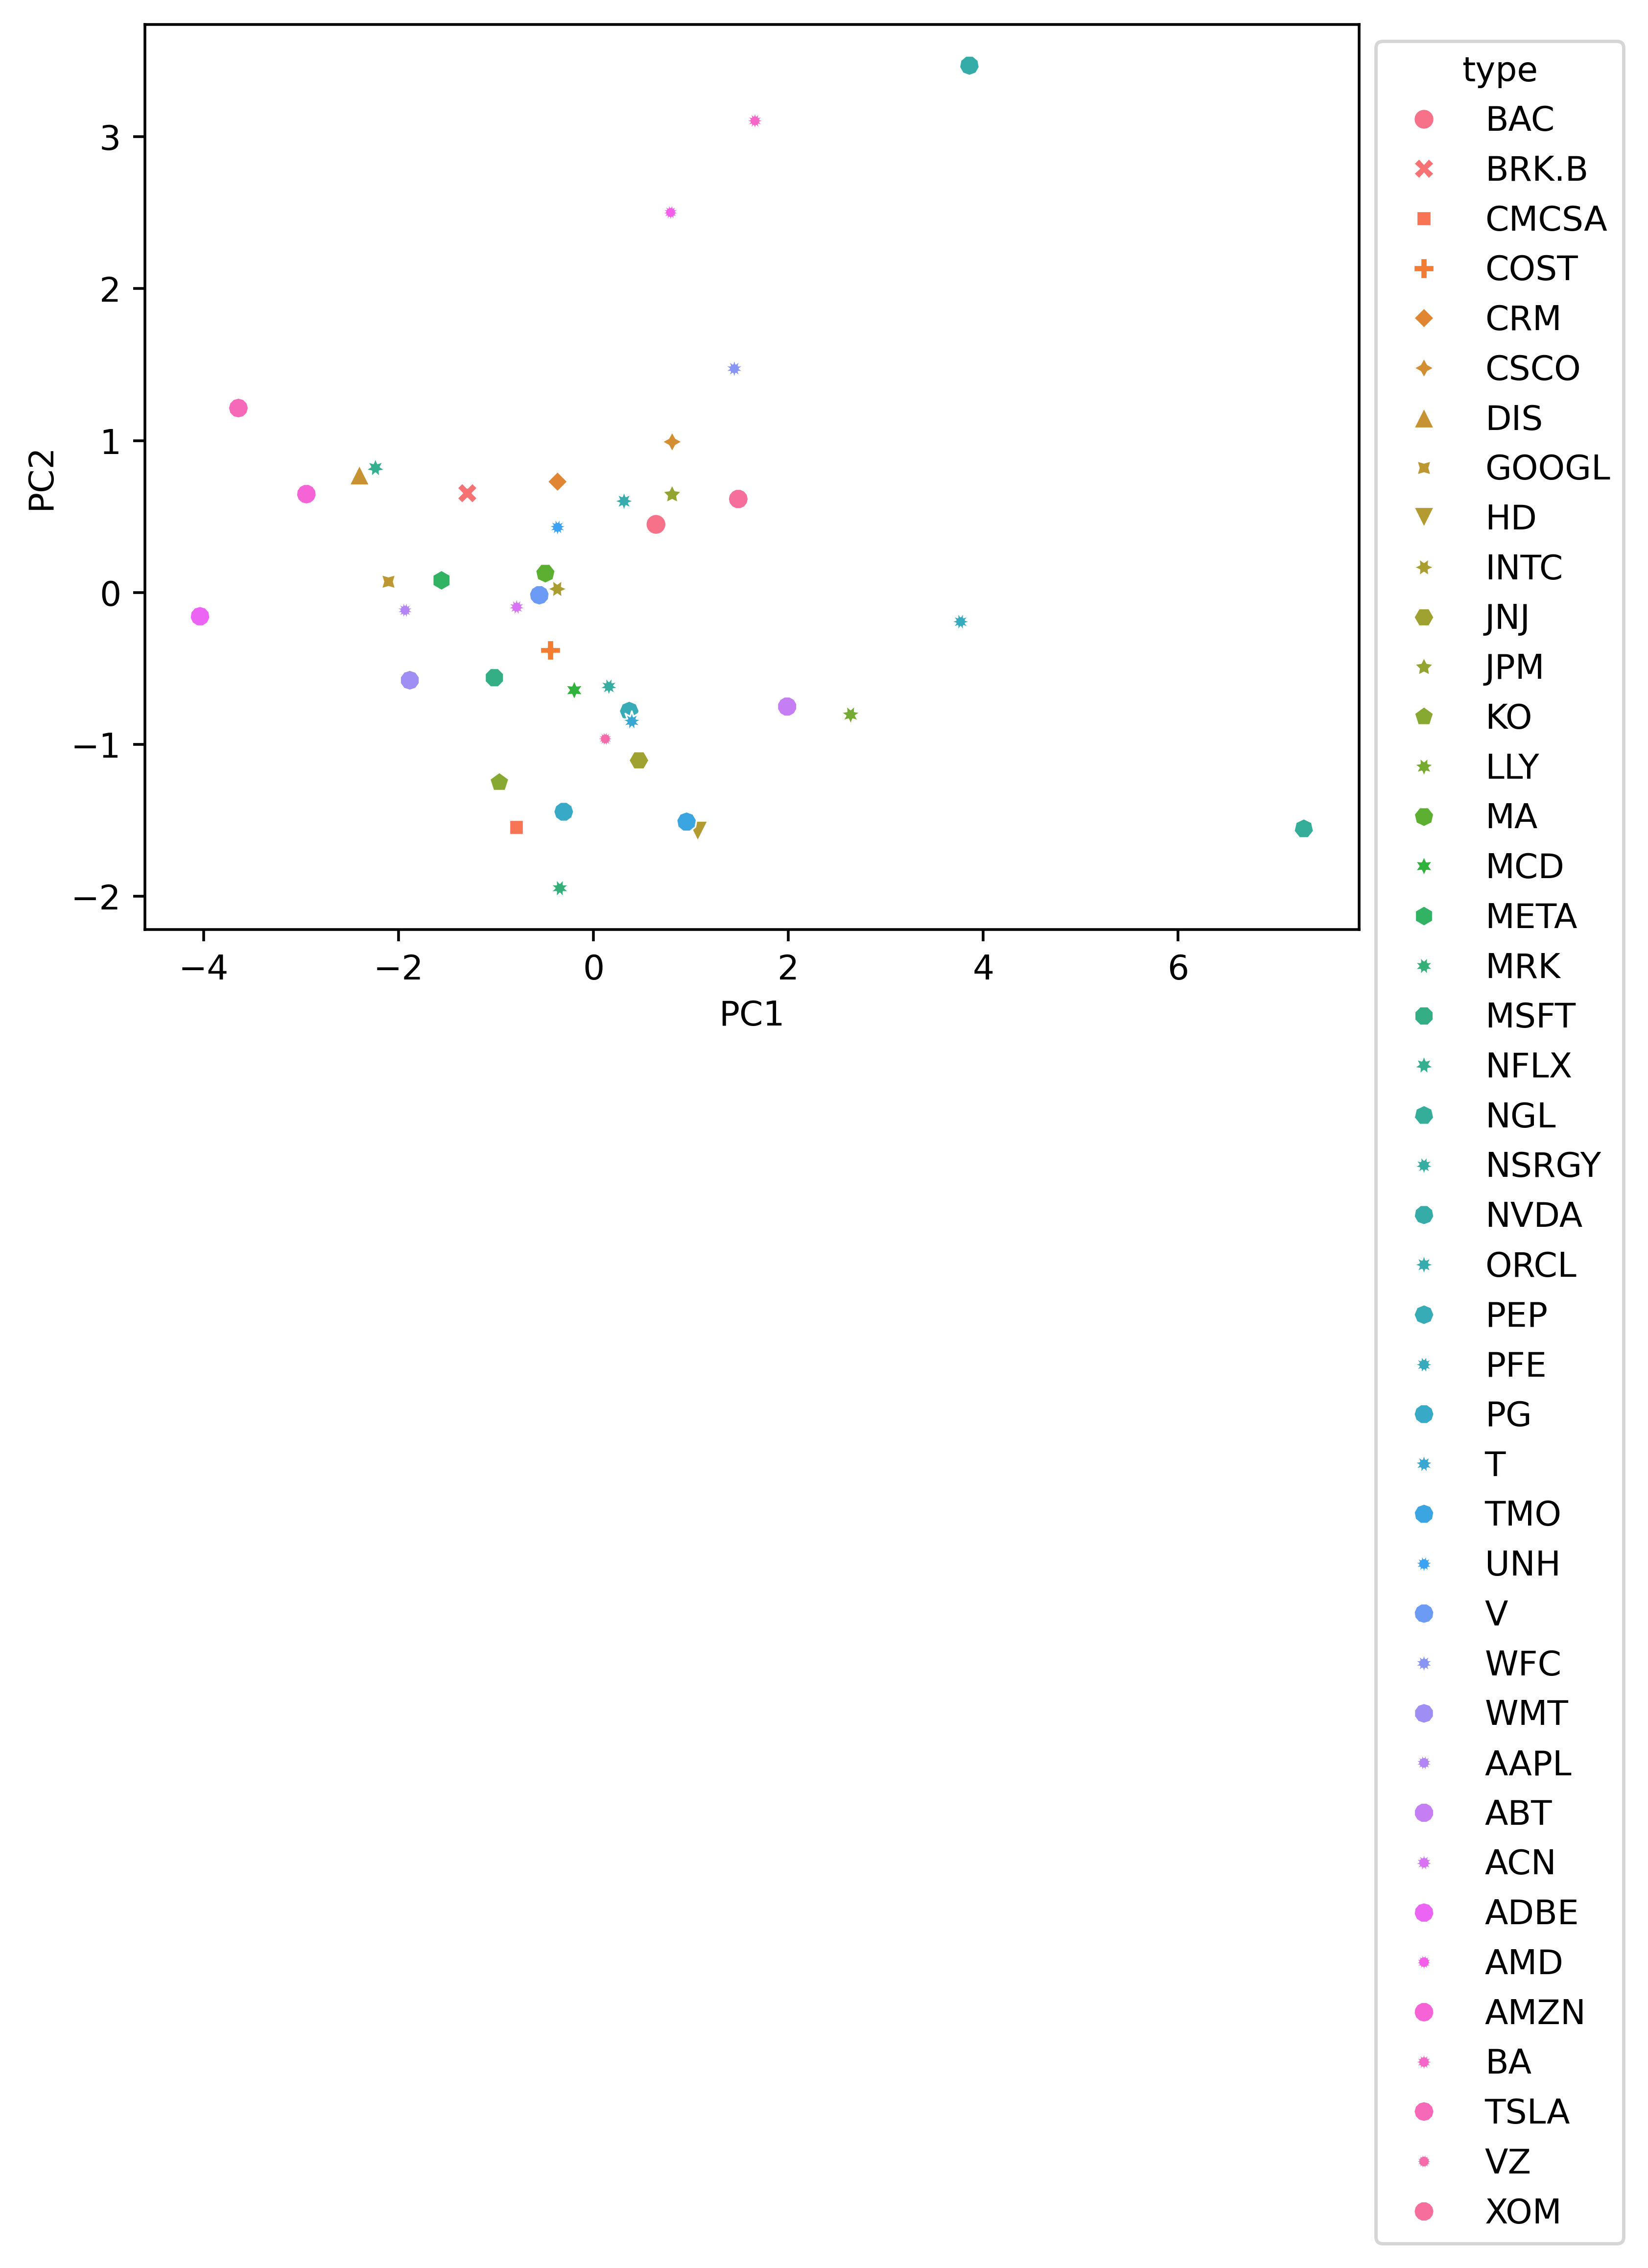 3
2
1
0
−1
−2
PC2
−4
−2
0
2
4
6
PC1
type
BAC
BRK.B
CMCSA
COST
CRM
CSCO
DIS
GOOGL
HD
INTC
JNJ
JPM
KO
LLY
MA
MCD
META
MRK
MSFT
NFLX
NGL
NSRGY
NVDA
ORCL
PEP
PFE
PG
T
TMO
UNH
V
WFC
WMT
AAPL
ABT
ACN
ADBE
AMD
AMZN
BA
TSLA
VZ
XOM